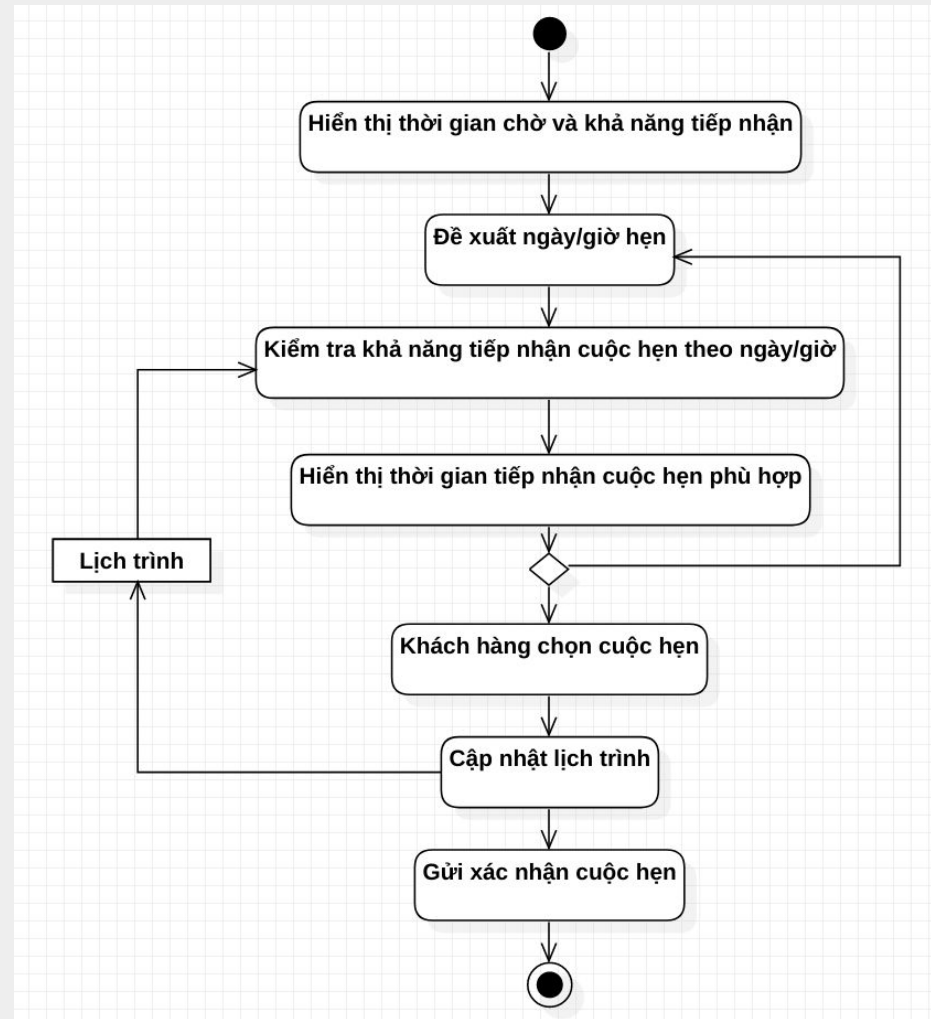 Hiển thị thời gian chờ và khả năng tiếp nhận
Đề xuất ngày/giờ hẹn
Kiểm tra khả năng tiếp nhận cuộc hẹn theo ngày/giờ
Hiển thị thời gian tiếp nhận cuộc hẹn phù hợp
Lịch trình
Khách hàng chọn cuộc hẹn
Cập nhật lịch trình
Gửi xác nhận cuộc hẹn